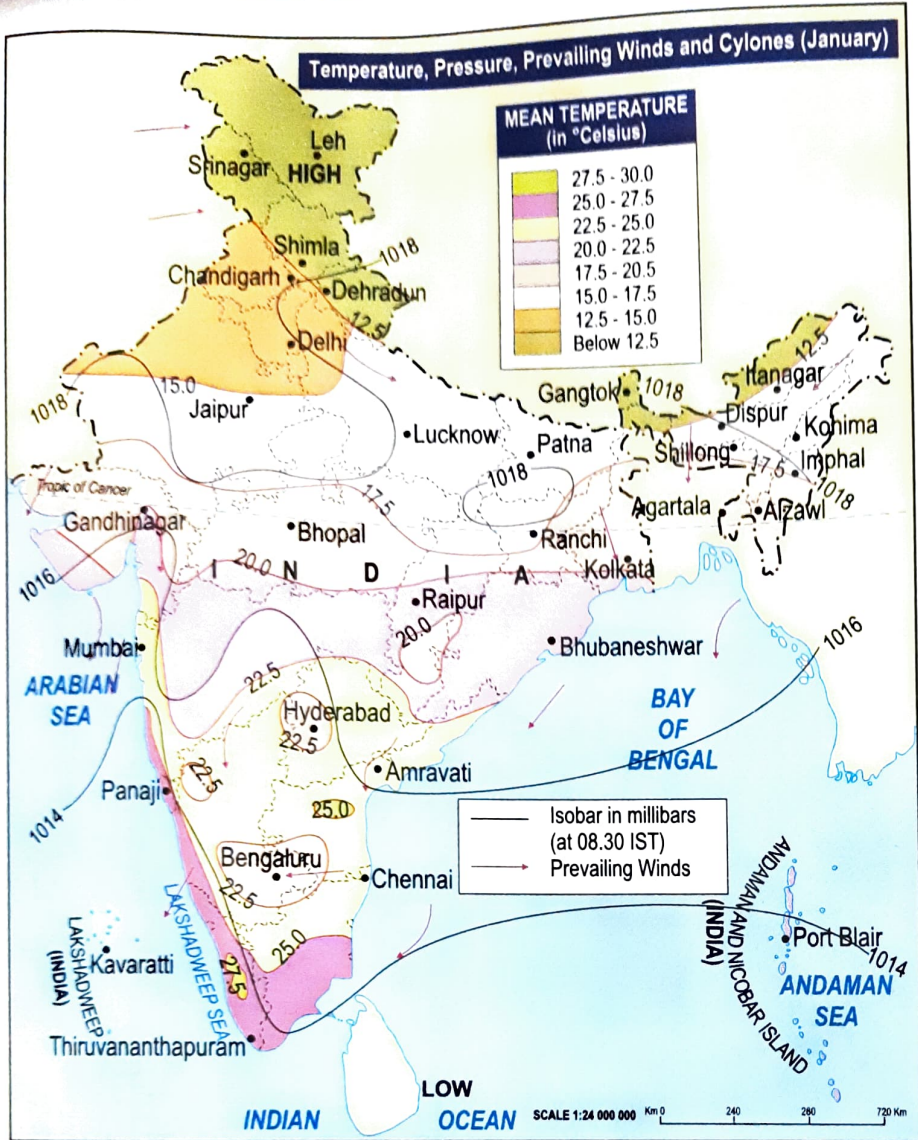 Temperature, Pressure, Prevailing Winds and Cylones (January)
MEAN TEMPERATURE
(in °Celsius)
27.5 - 30.0
25.0 - 27.5
22.5 - 25.0
20.0 - 22.5
17.5 - 20.5
15.0 - 17.5
12.5 - 15.0
Below 12.5
Leh
Srinagar
HIGH
Shimla
1018
Chandigarh
Dehradun
12.5
Delhi
15.0
1018
Jaipur
Lucknow
Patna
Gangtok
1018
Itanagar
12.5
Dispur
Kohima
Shillong
17.5
Imphal
1018
1018
Tropic of Cancer
17.5
Gandhinagar
Bhopal
Ranchi
Agartala
Aizawl
1016
20.0
I N D I A
Kolkata
Raipur
20.0
Mumbai
Bhubaneshwar
1016
ARABIAN
SEA
22.5
BAY
OF
BENGAL
Hyderabad
22.5
22.5
Amravati
Panaji
1014
25.0
Isobar in millibars
(at 08.30 IST)
Prevailing Winds
Bengaluru
Chennai
22.5
LAKSHADWEEP SEA
25.0
27.5
LAKSHADWEEP
(INDIA)
Kavaratti
ANDAMAN AND NICOBAR ISLAND
(INDIA)
Port Blair
1014
ANDAMAN
SEA
Thiruvananthapuram
LOW
INDIAN OCEAN
SCALE 1:24 000 000
Km 0 240 280 720 Km